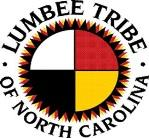 LUMBEE TRIBE
• OF NORTH CAROLINA •